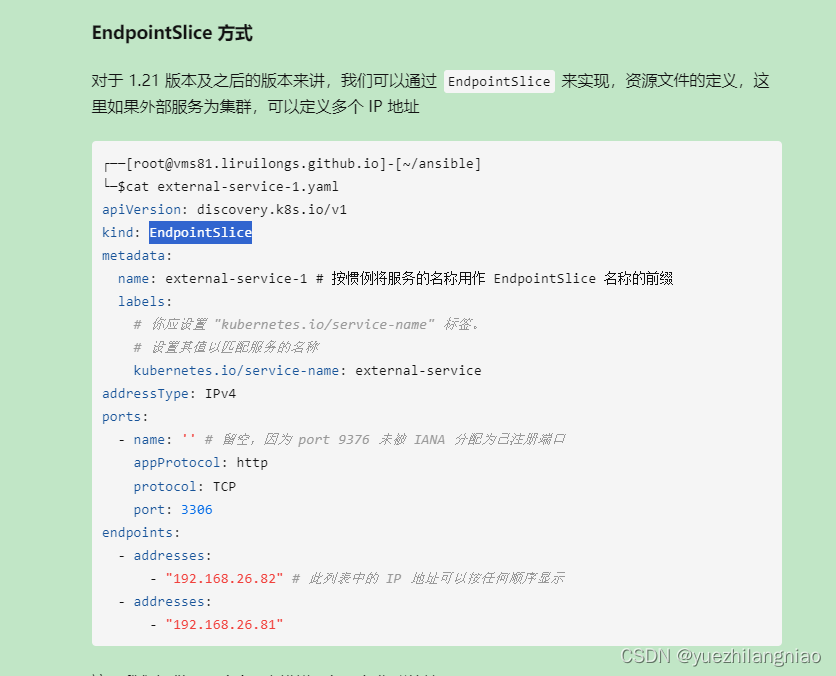 EndpointSlice 方式
对于 1.21 版本及之后的版本来讲，我们可以通过 EndpointSlice 来实现，资源文件的定义，这
里如果外部服务为集群，可以定义多个 IP 地址
┌──[root@vms81.liruilongs.github.io]-[~/ansible]
└─$cat external-service-1.yaml
apiVersion: discovery.k8s.io/v1
kind: EndpointSlice
metadata:
  name: external-service-1 # 按惯例将服务的名称用作 EndpointSlice 名称的前缀
  labels:
    # 你应设置 "kubernetes.io/service-name" 标签。
    # 设置其值以匹配服务的名称
    kubernetes.io/service-name: external-service
addressType: IPv4
ports:
  - name: '' # 留空，因为 port 9376 未被 IANA 分配为已注册端口
    appProtocol: http
    protocol: TCP
    port: 3306
endpoints:
  - addresses:
      - "192.168.26.82" # 此列表中的 IP 地址可以按任何顺序显示
  - addresses:
      - "192.168.26.81"
CSDN @yuezhilangniao